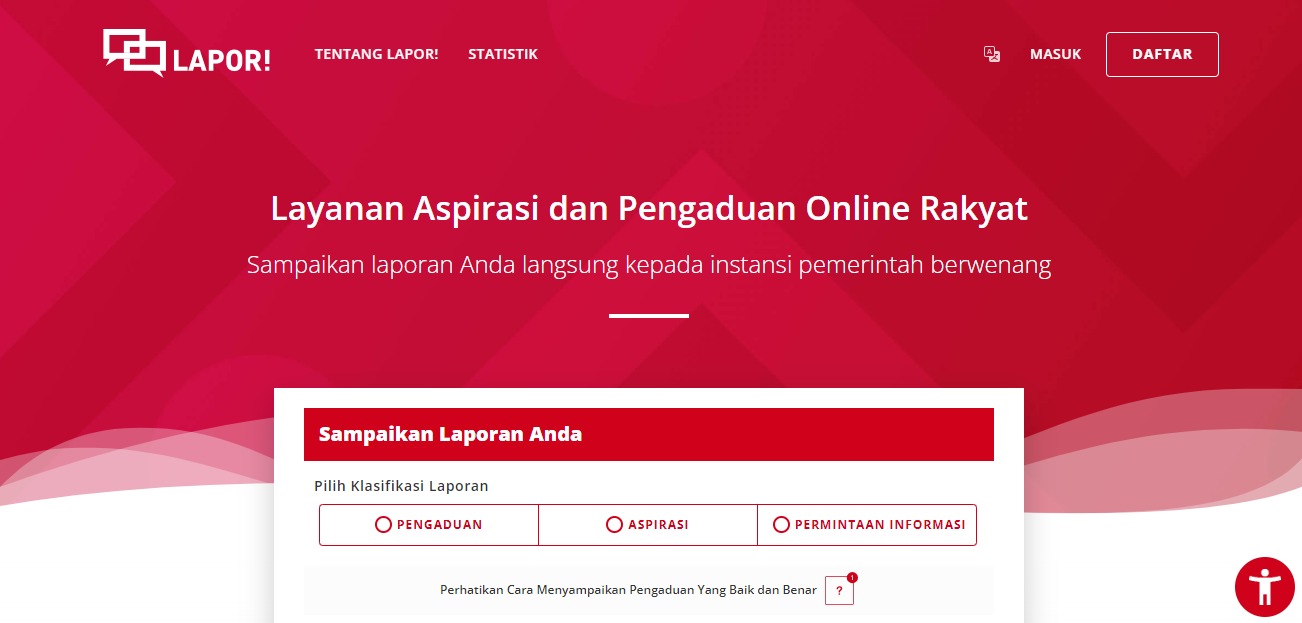 LAPOR!
TENTANG LAPOR!
STATISTIK
MASUK
DAFTAR
Layanan Aspirasi dan Pengaduan Online Rakyat
Sampaikan laporan Anda langsung kepada instansi pemerintah berwenang
Sampaikan Laporan Anda
Pilih Klasifikasi Laporan
PENGADUAN
ASPIRASI
PERMINTAAN INFORMASI
Perhatikan Cara Menyampaikan Pengaduan Yang Baik dan Benar
?
1